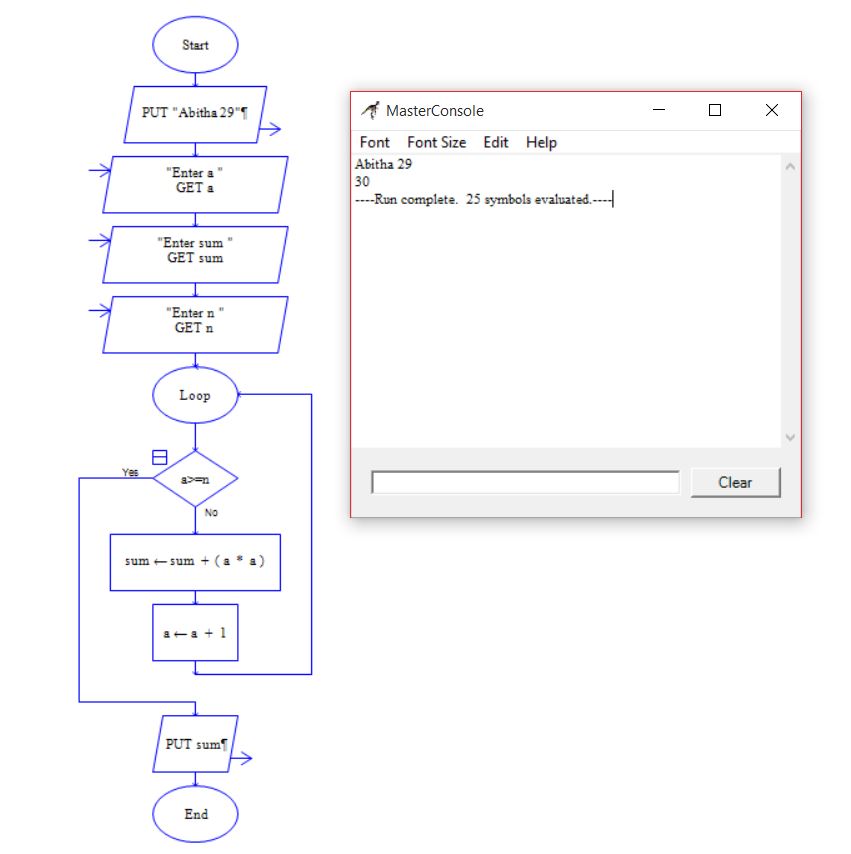 Start
PUT "Abitha 29"¶
"Enter a "
GET a
"Enter sum "
GET sum
"Enter n "
GET n
Loop
Yes
a>=n
No
sum ← sum + ( a * a )
a ← a + 1
PUT sum¶
End
MasterConsole
Font Font Size Edit Help
Abitha 29
30
----Run complete.  25 symbols evaluated.----
Clear